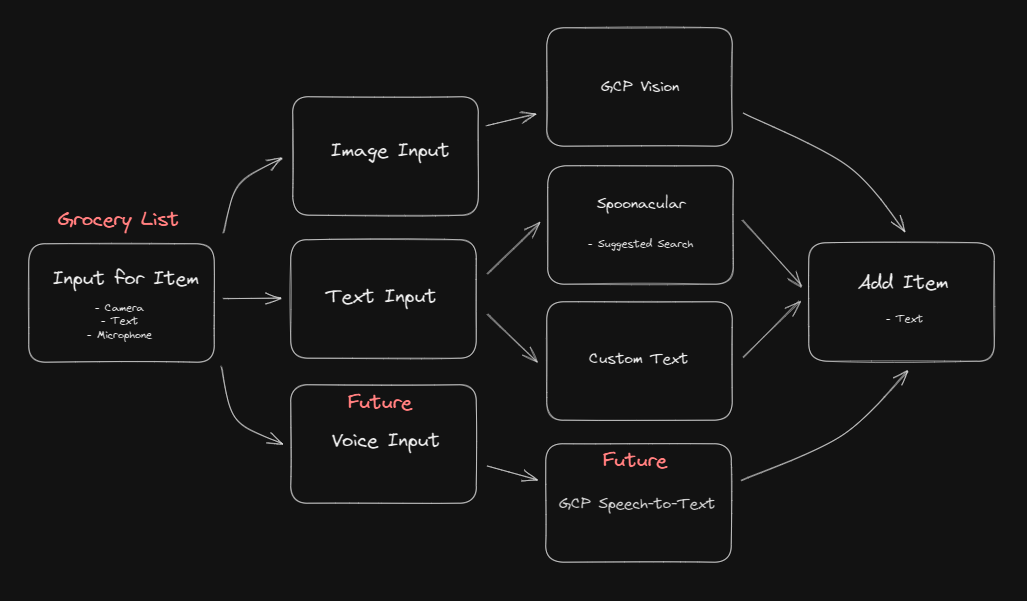 Grocery List
Input for Item
- Camera
- Text
- Microphone
Image Input
Text Input
Future
Voice Input
GCP Vision
Spoonacular
- Suggested Search
Custom Text
Future
GCP Speech-to-Text
Add Item
- Text